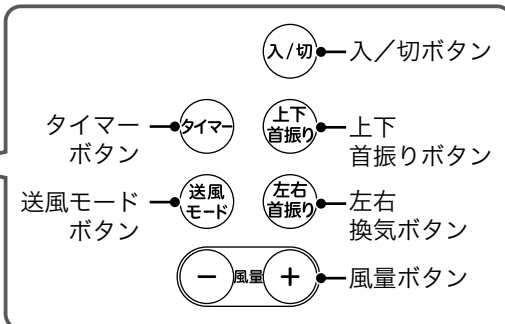 入/切
入／切ボタン
タイマー
ボタン
タイマー
上下
首振り
上下
首振りボタン
送風モード
ボタン
送風
モード
左右
首振り
左右
換気ボタン
− 風量 +
風量ボタン